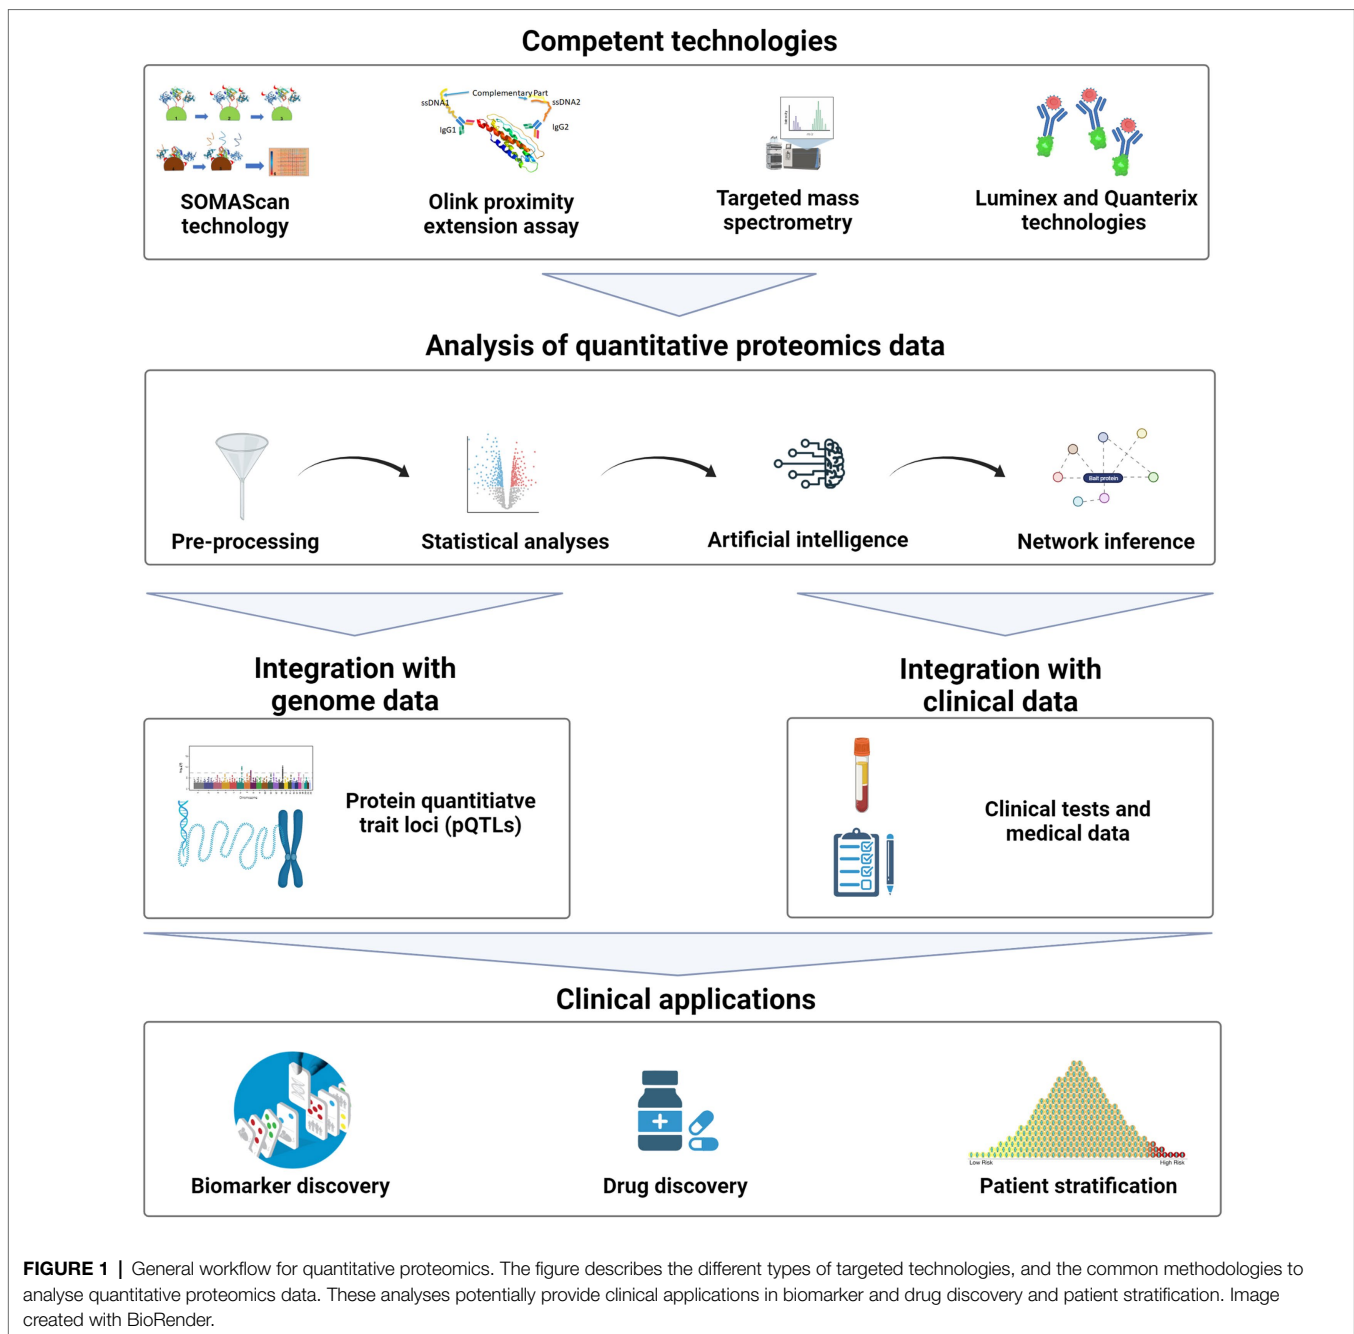 Competent technologies
ssDNA1
Complementary Part
ssDNA2
IgG1
IgG2
SOMAScan
technology
Olink proximity
extension assay
Targeted mass
spectrometry
Luminex and Quanterix
technologies
Analysis of quantitative proteomics data
Bait protein
Pre-processing
Statistical analyses
Artificial intelligence
Network inference
Integration with
genome data
Integration with
clinical data
Protein quantitiatve
trait loci (pQTLs)
Clinical tests and
medical data
Clinical applications
Low Risk
High Risk
Biomarker discovery
Drug discovery
Patient stratification
FIGURE 1 | General workflow for quantitative proteomics. The figure describes the different types of targeted technologies, and the common methodologies to
analyse quantitative proteomics data. These analyses potentially provide clinical applications in biomarker and drug discovery and patient stratification. Image
created with BioRender.